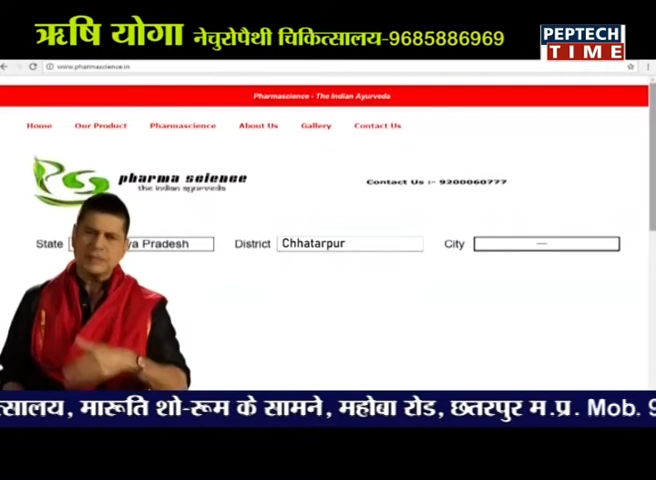 ऋषि योगा नेचुरोपैथी चिकित्सालय-9685886969
PEPTECH
TIME
www.pharmascience.in
Pharmascience - The Indian Ayurveda
Home Our Product Pharmascience About Us Gallery Contact Us
pharma science
the indian ayurveda
Contact Us :- 9200060777
State ya Pradesh District Chhatarpur City ---
त्सालय, मारूति शो-रूम के सामने, महोबा रोड, छतरपुर म.प्र. Mob. 9